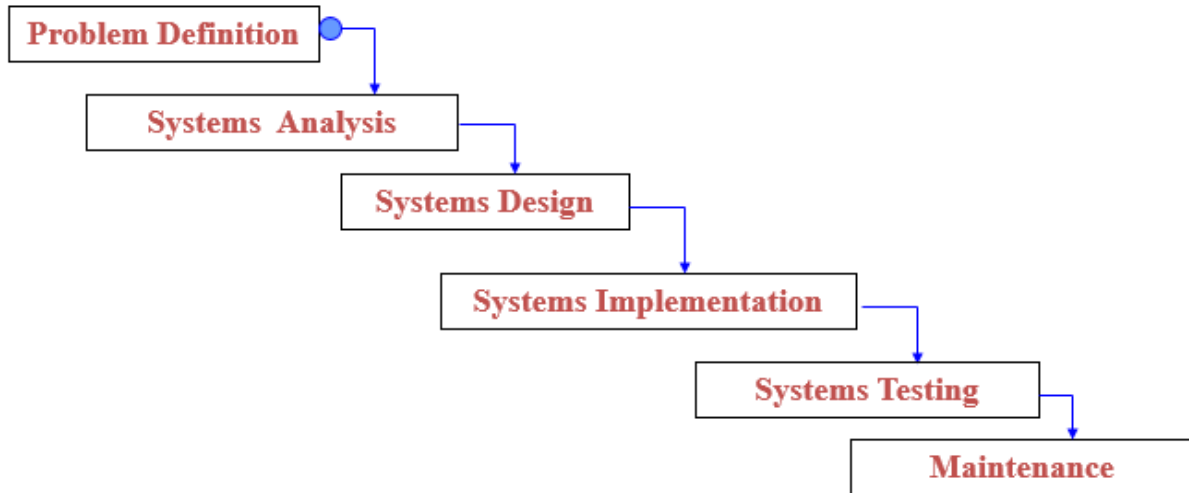 Problem Definition
Systems Analysis
Systems Design
Systems Implementation
Systems Testing
Maintenance